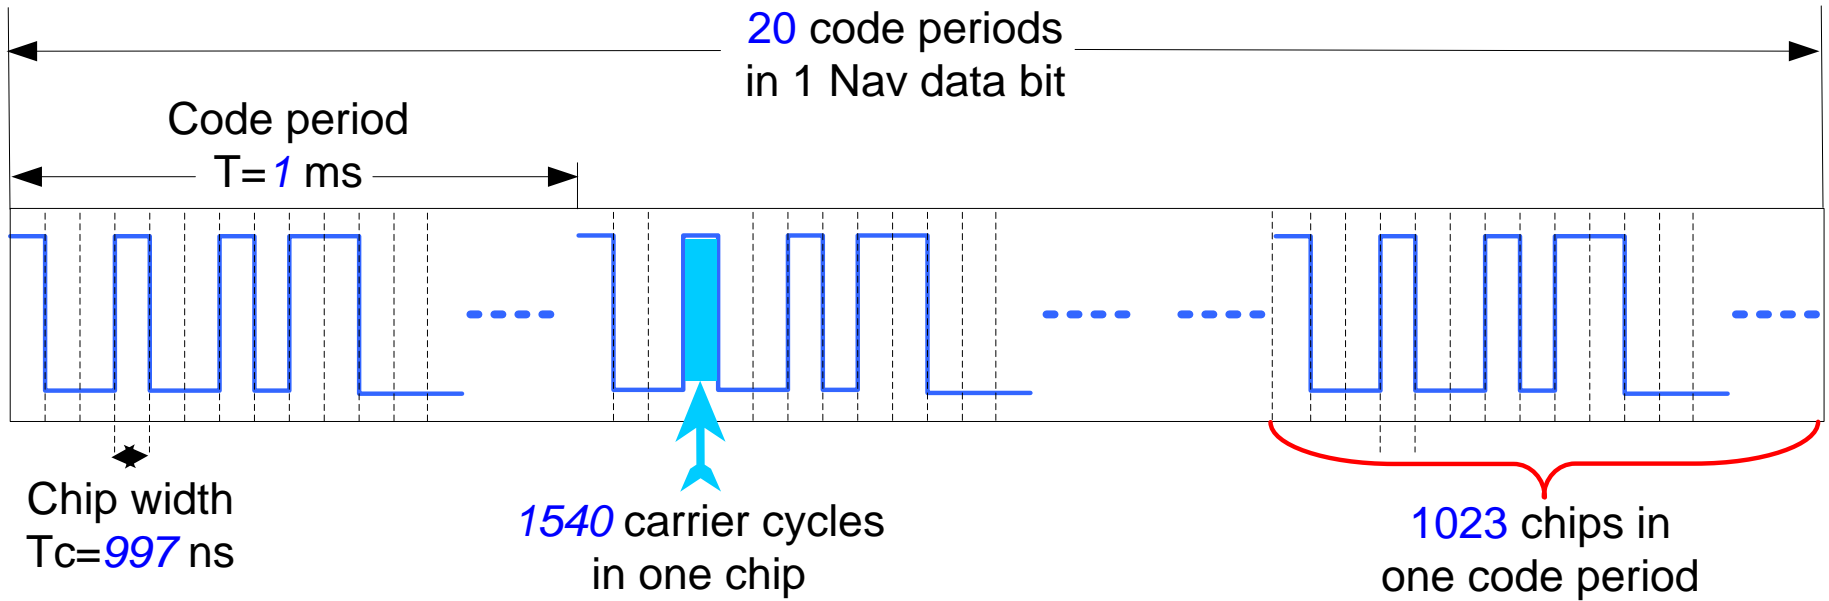 20 code periods
in 1 Nav data bit
Code period
T=1 ms
Chip width
Tc=997 ns
1540 carrier cycles
in one chip
1023 chips in
one code period